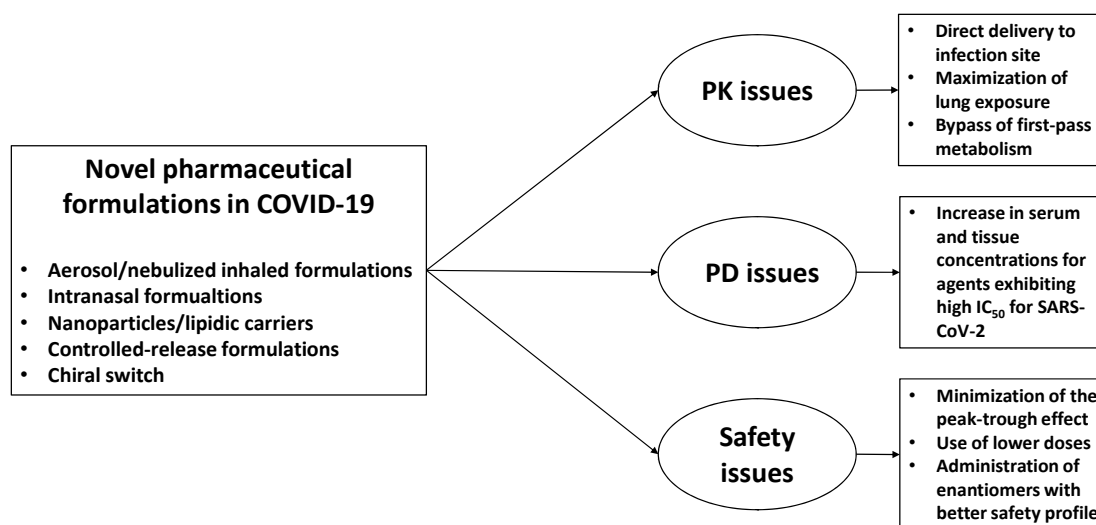 Novel pharmaceutical
formulations in COVID-19
• Aerosol/nebulized inhaled formulations
• Intranasal formualtions
• Nanoparticles/lipidic carriers
• Controlled-release formulations
• Chiral switch
PK issues
• Direct delivery to
infection site
• Maximization of
lung exposure
• Bypass of first-pass
metabolism
PD issues
• Increase in serum
and tissue
concentrations for
agents exhibiting
high IC50 for SARS-
CoV-2
Safety
issues
• Minimization of the
peak-trough effect
• Use of lower doses
• Administration of
enantiomers with
better safety profile